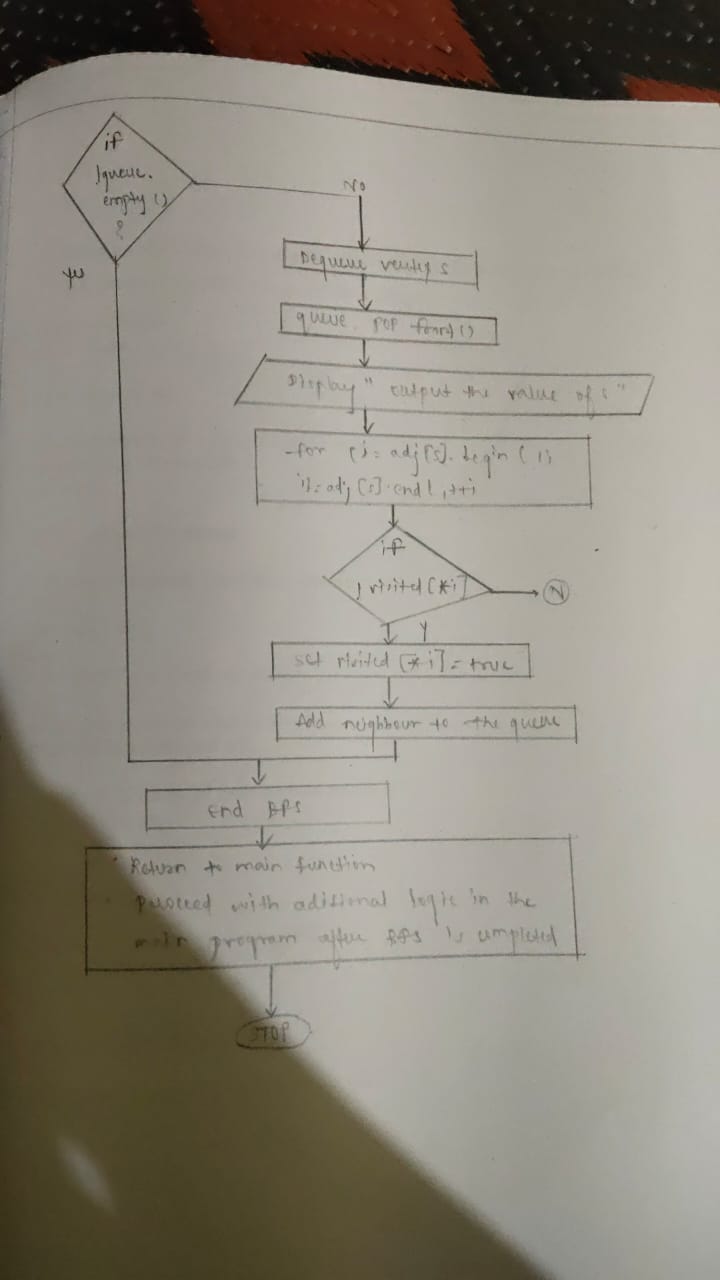 if
!queue.
empty ()
?
No
Yes
Dequeue vertex s
queue. pop front ()
Display " output the value of s "
for (i = adj[s]. begin ( );
i != adj [s].end (, ++i
if
! visited [*i]
N
Y
set visited [*i] = true
Add neighbour to the queue
End BFS
Return to main function
Proceed with aditional logic in the
main program after BFS is completed
STOP